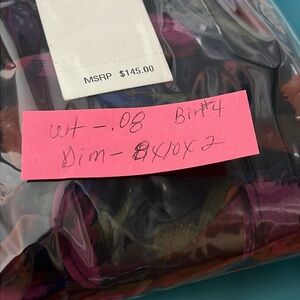 MSRP $145.00
wt - .08 Bin#4
Dim - 8X10X2